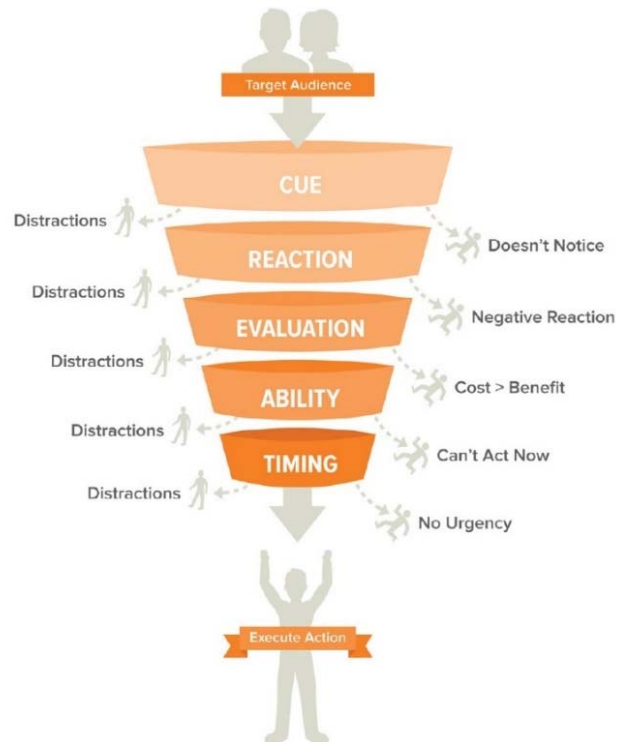 Target Audience
CUE
Distractions
Doesn't Notice
REACTION
Distractions
Negative Reaction
EVALUATION
Distractions
Cost > Benefit
ABILITY
Distractions
Can't Act Now
TIMING
Distractions
No Urgency
Execute Action